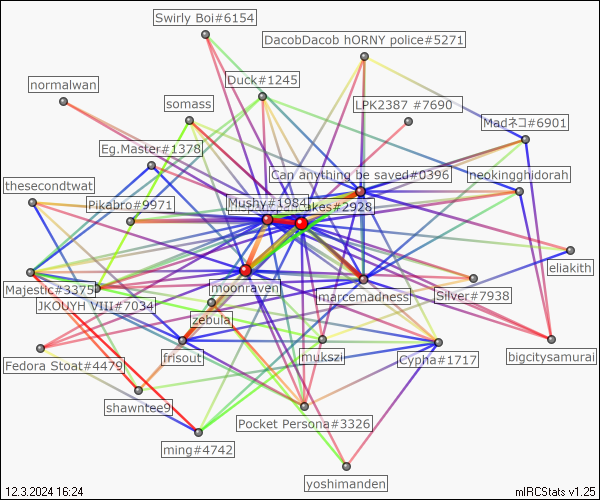 Swirly Boi#6154
DacobDacob hORNY police#5271
Duck#1245
normalwan
somass
LPK2387 #7690
Madネコ#6901
Eg.Master#1378
Can anything be saved#0396
neokingghidorah
thesecondtwat
Pikabro#9971
Mushy#1984
akes#2928
eliakith
Majestic#3375
moonraven
marcemadness
Silver#7938
JKOUYH VIII#7034
zebula
Fedora Stoat#4479
frisout
mukszii
Cypha#1717
bigcitysamurai
shawntee9
Pocket Persona#3326
ming#4742
yoshimanden
12.3.2024 16:24
mIRCStats v1.25